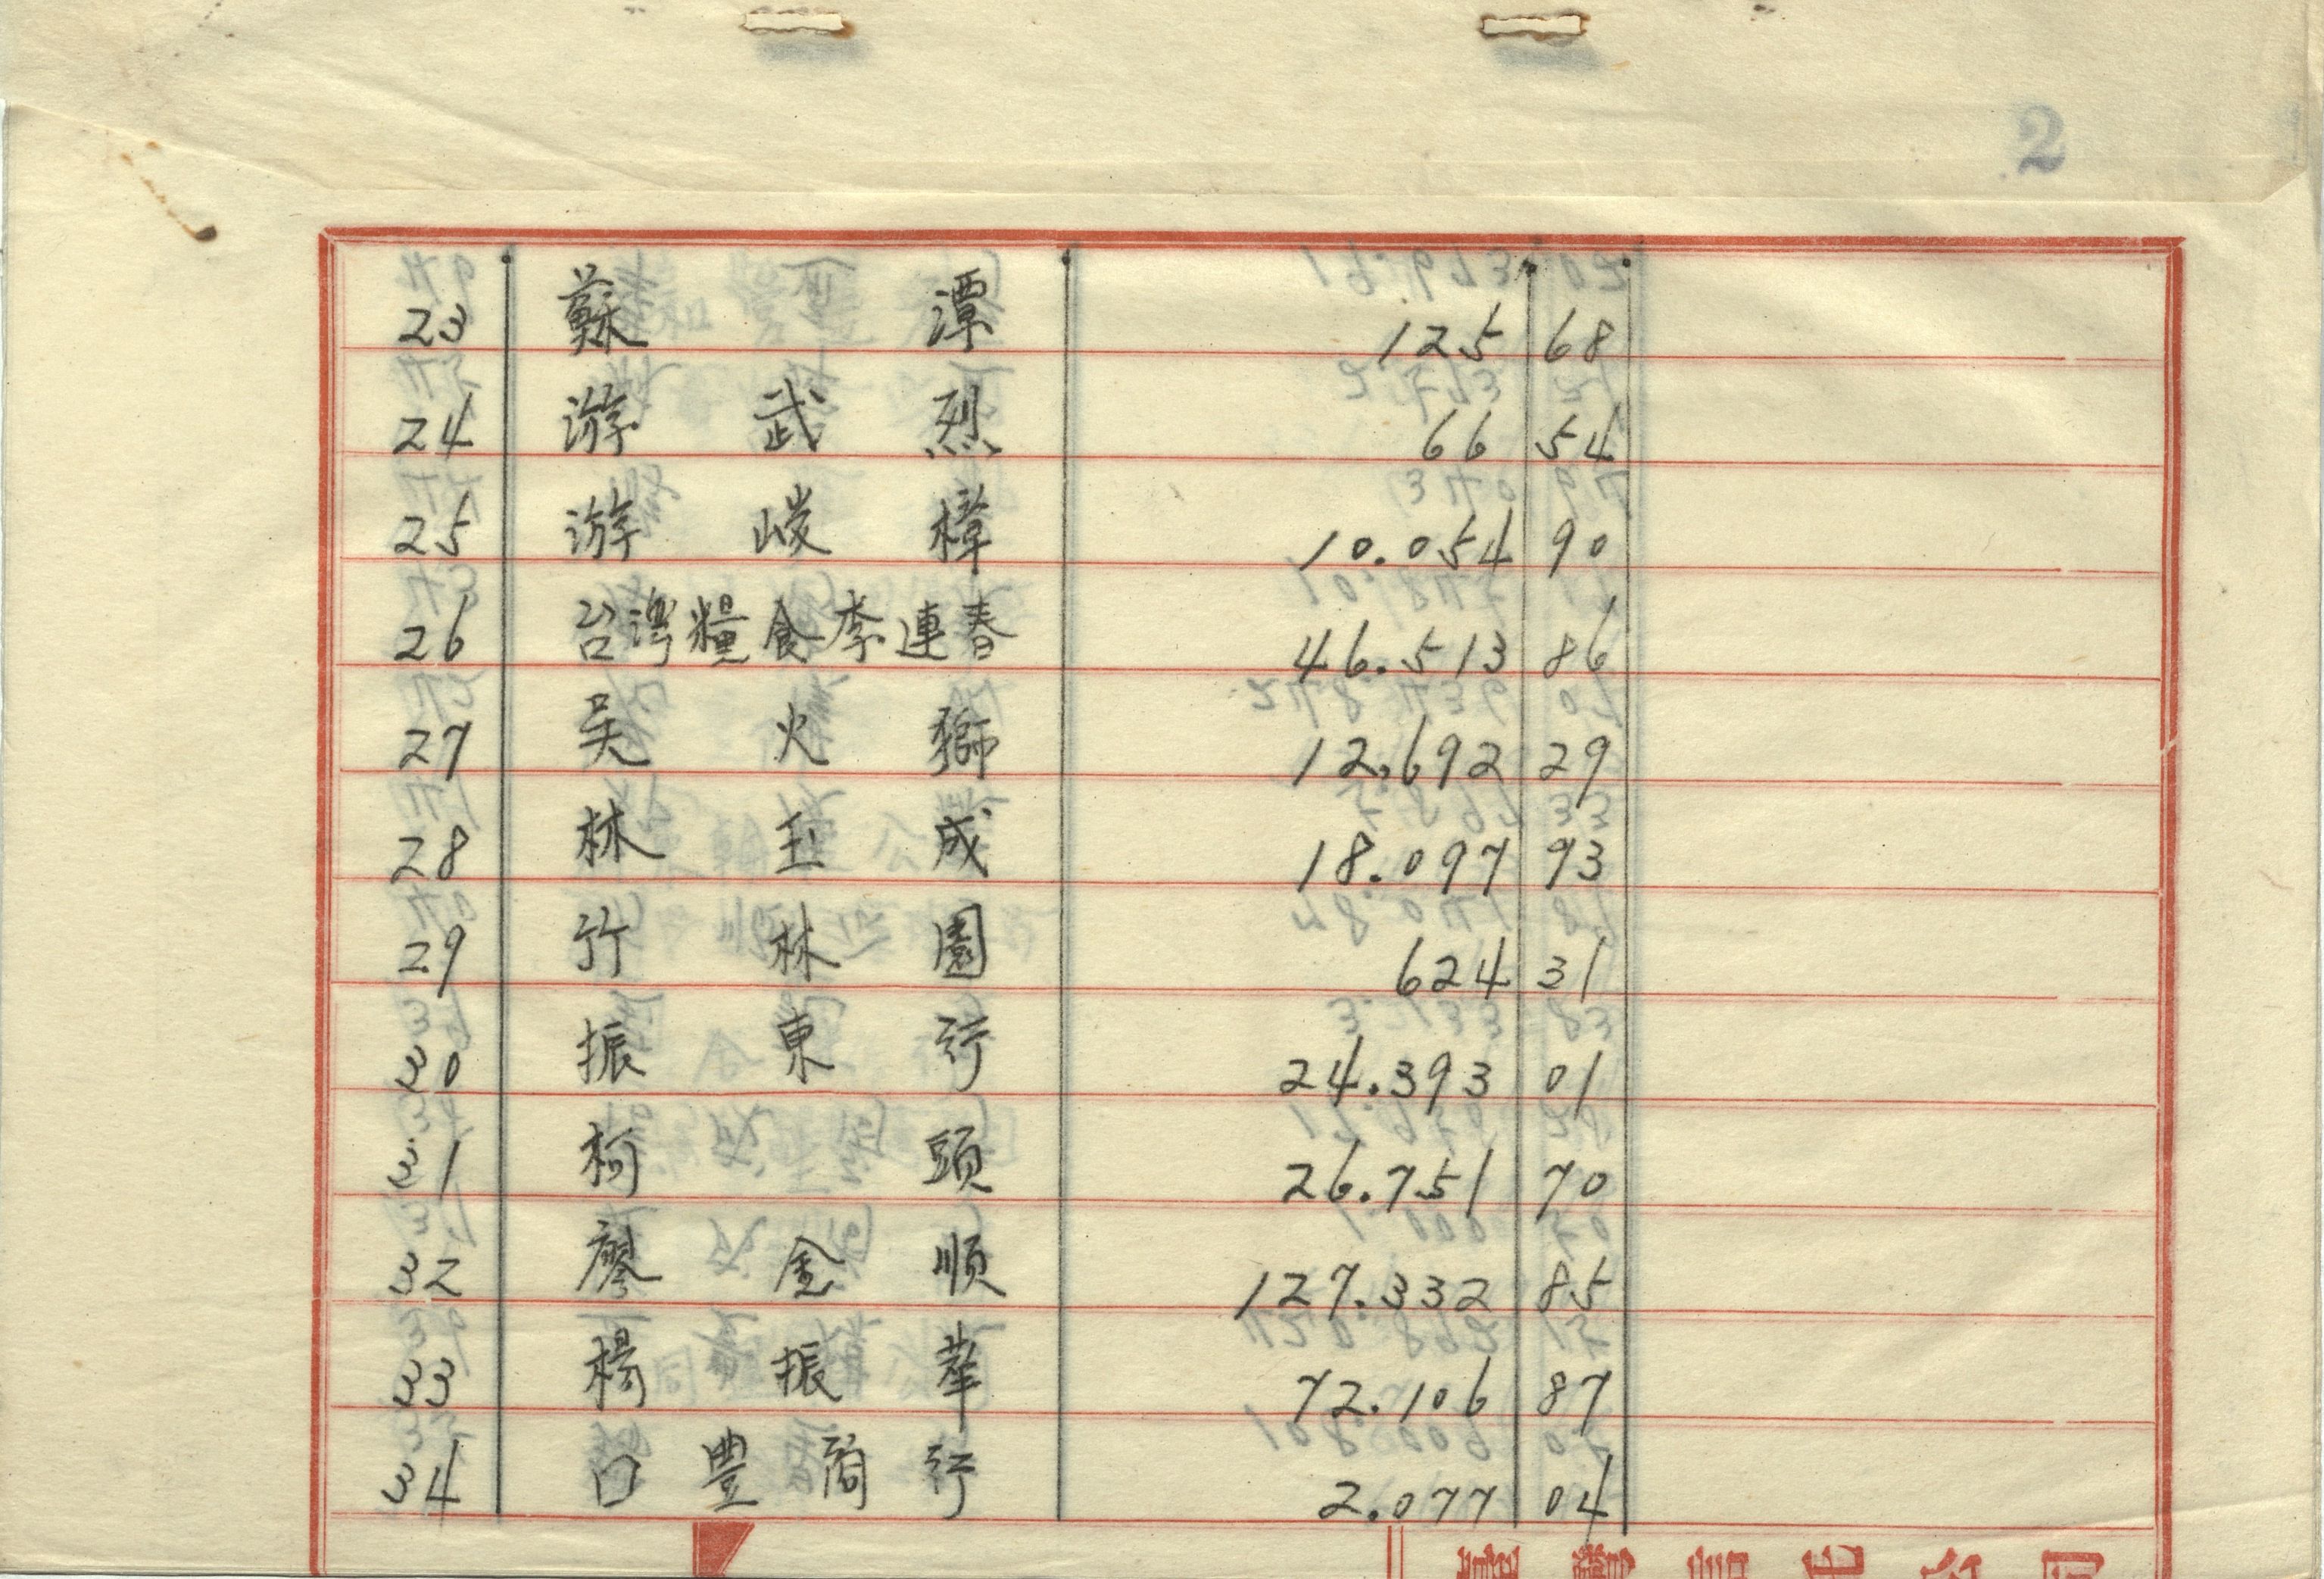 2
23 蘇潭 125 68
24 游武烈 66 54
25 游崚樟 10.054 90
26 台灣糧食李連春 46.513 86
27 吴火獅 12,692 29
28 林玉成 18.097 93
29 竹林園 624 31
30 振東行 24.393 01
31 柯頭 26.751 70
32 廖金順 127.332 85
33 楊振華 72.106 87
34 口豊商行 2.077 04